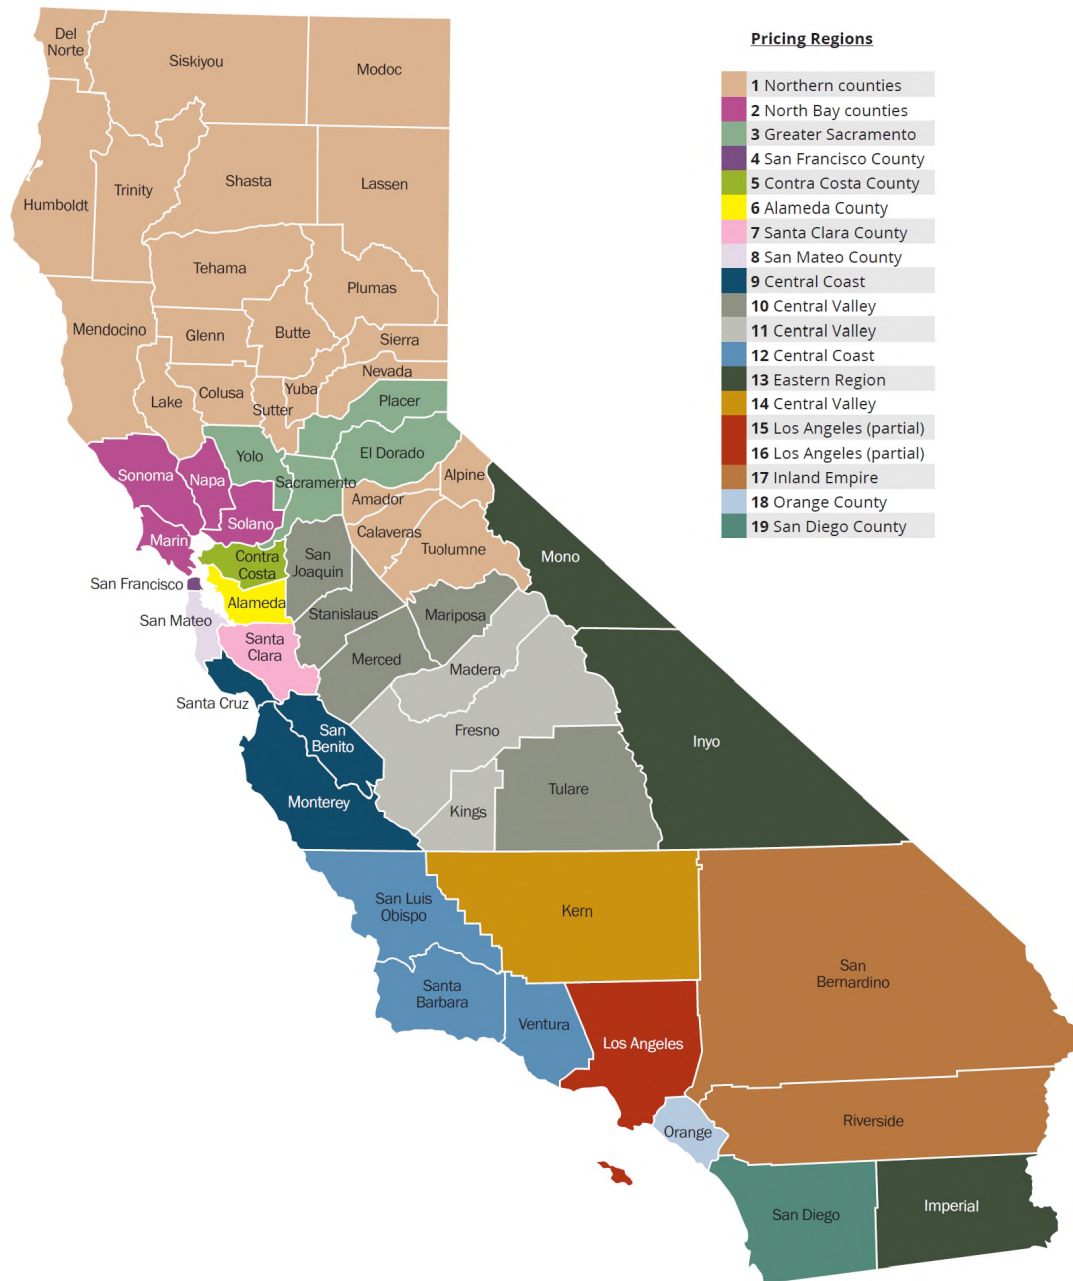 Pricing Regions
1 Northern counties
2 North Bay counties
3 Greater Sacramento
4 San Francisco County
5 Contra Costa County
6 Alameda County
7 Santa Clara County
8 San Mateo County
9 Central Coast
10 Central Valley
11 Central Valley
12 Central Coast
13 Eastern Region
14 Central Valley
15 Los Angeles (partial)
16 Los Angeles (partial)
17 Inland Empire
18 Orange County
19 San Diego County
Del
Norte
Siskiyou
Modoc
Humboldt
Trinity
Shasta
Lassen
Tehama
Plumas
Mendocino
Glenn
Butte
Sierra
Nevada
Lake
Colusa
Sutter
Yuba
Placer
Sonoma
Napa
Yolo
Sacramento
El Dorado
Alpine
Amador
Solano
Marin
Calaveras
Tuolumne
Mono
Contra
Costa
San
Joaquin
San Francisco
Alameda
Stanislaus
Mariposa
San Mateo
Santa
Clara
Merced
Madera
Santa Cruz
San
Benito
Fresno
Inyo
Monterey
Kings
Tulare
San Luis
Obispo
Kern
San
Bernardino
Santa
Barbara
Ventura
Los Angeles
Orange
Riverside
San Diego
Imperial